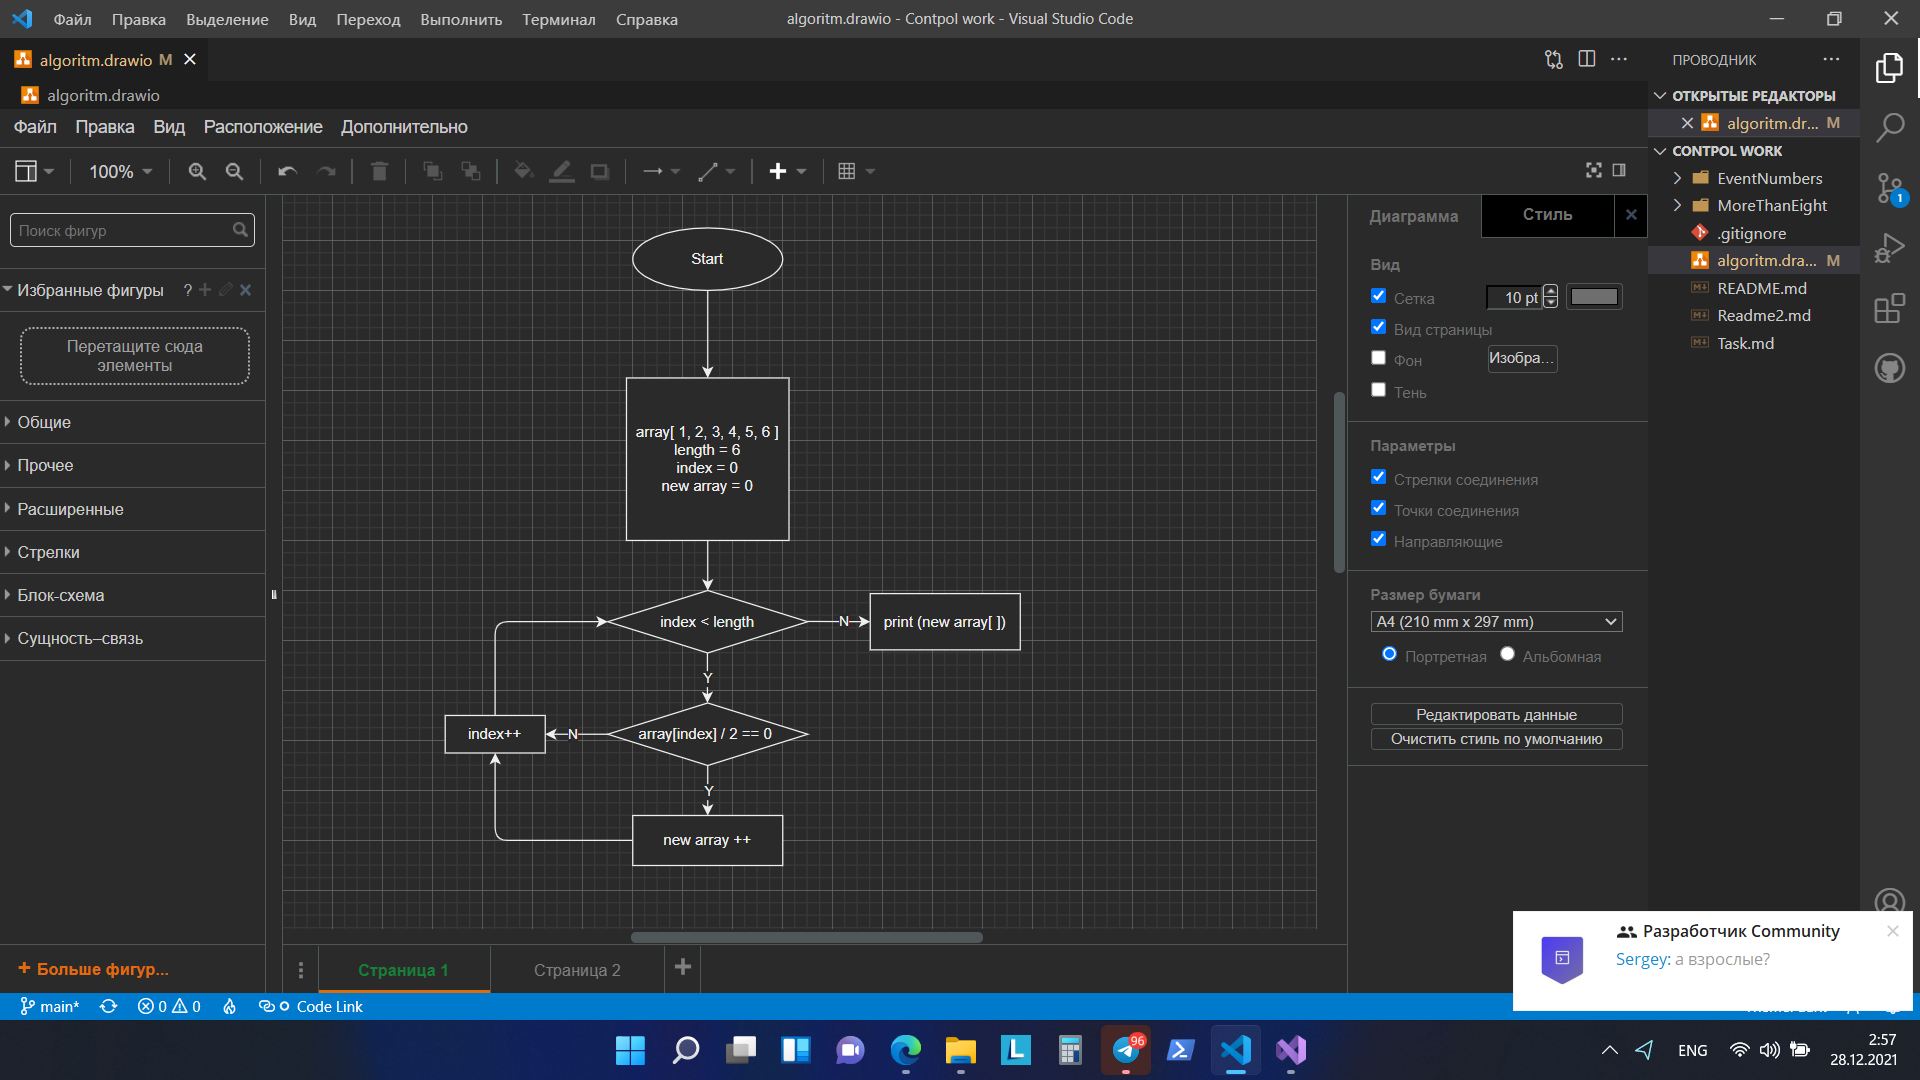 Файл Правка Выделение Вид Переход Выполнить Терминал Справка
algoritm.drawio - Contpol work - Visual Studio Code
algoritm.drawio M
algoritm.drawio
Файл Правка Вид Расположение Дополнительно
100%
Поиск фигур
Избранные фигуры ?
Перетащите сюда
элементы
Общие
Прочее
Расширенные
Стрелки
Блок-схема
Сущность–связь
Больше фигур...
Start
array[ 1, 2, 3, 4, 5, 6 ]
length = 6
index = 0
new array = 0
index < length
N
print (new array[ ])
Y
index++
N
array[index] / 2 == 0
Y
new array ++
Страница 1
Страница 2
Диаграмма
Стиль
Вид
Сетка
10 pt
Вид страницы
Фон
Изобра...
Тень
Параметры
Стрелки соединения
Точки соединения
Направляющие
Размер бумаги
A4 (210 mm x 297 mm)
Портретная
Альбомная
Редактировать данные
Очистить стиль по умолчанию
ПРОВОДНИК
ОТКРЫТЫЕ РЕДАКТОРЫ
algoritm.dr... M
CONTPOL WORK
EventNumbers
MoreThanEight
.gitignore
algoritm.dra... M
README.md
Readme2.md
Task.md
1
Разработчик Community
Sergey: а взрослые?
main*
0 0
Code Link
96
ENG
2:57
28.12.2021